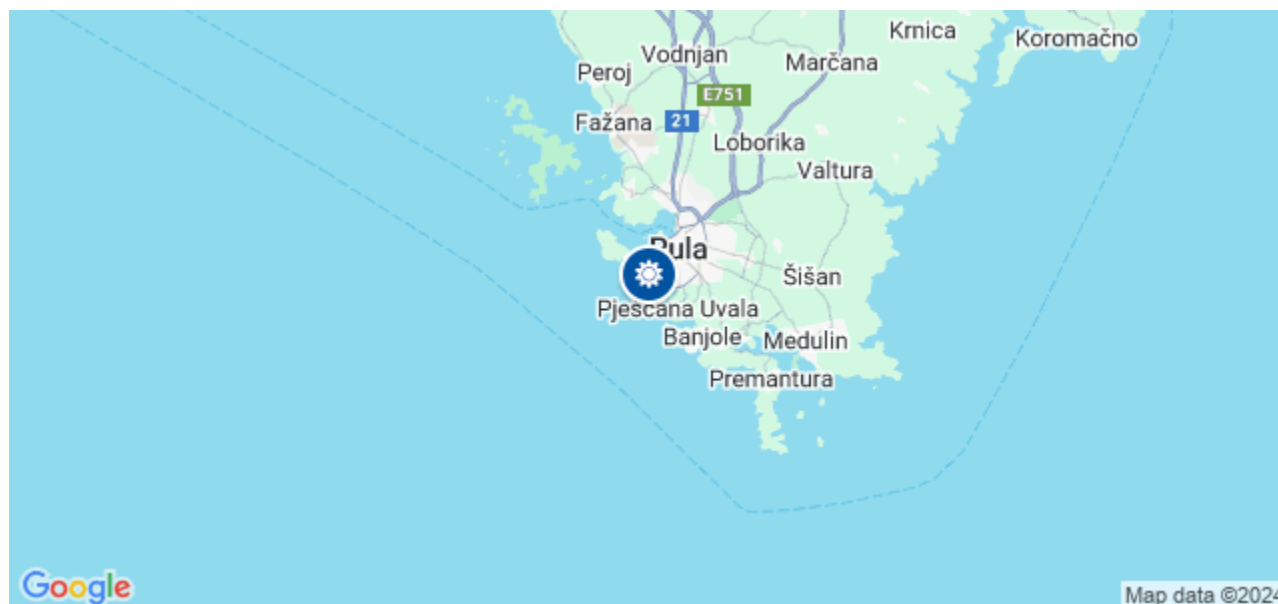 Krnica
Koromačno
Vodnjan
Marčana
Peroj
E751
Fažana
21
Loborika
Valtura
Pula
Šišan
Pješčana Uvala
Banjole
Medulin
Premantura
Google
Map data ©2024